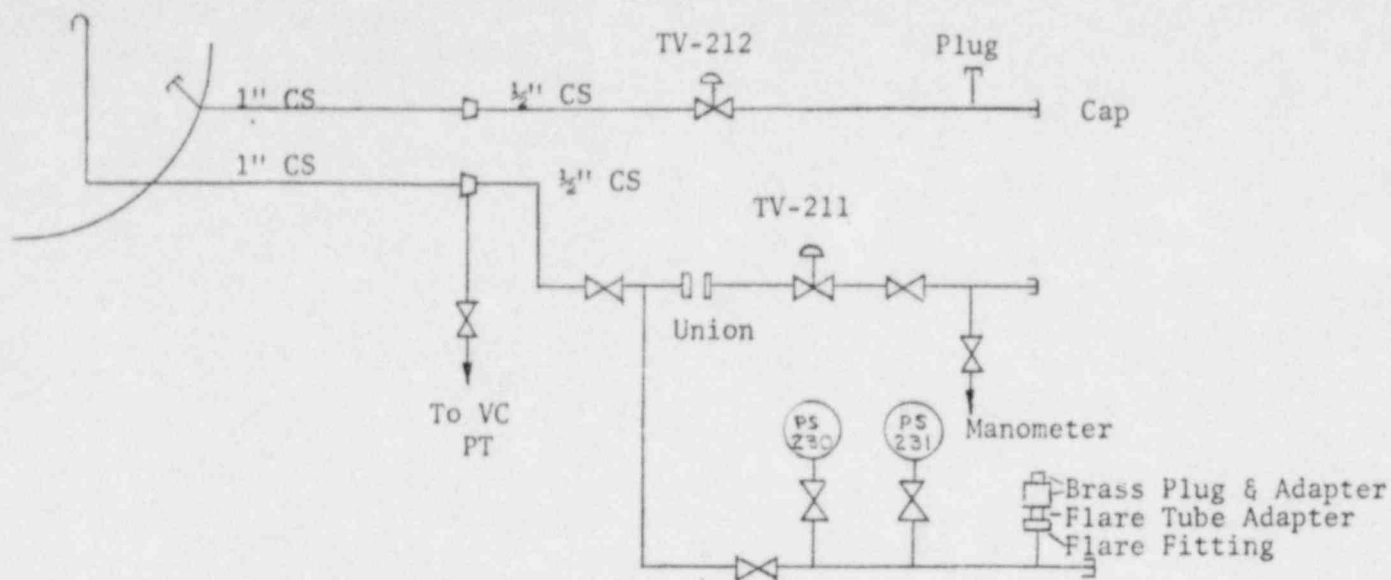 TV-212
Plug
1" CS
½" CS
Cap
1" CS
½" CS
TV-211
Union
To VC
PT
PS
230
PS
231
Manometer
Brass Plug & Adapter
Flare Tube Adapter
Flare Fitting